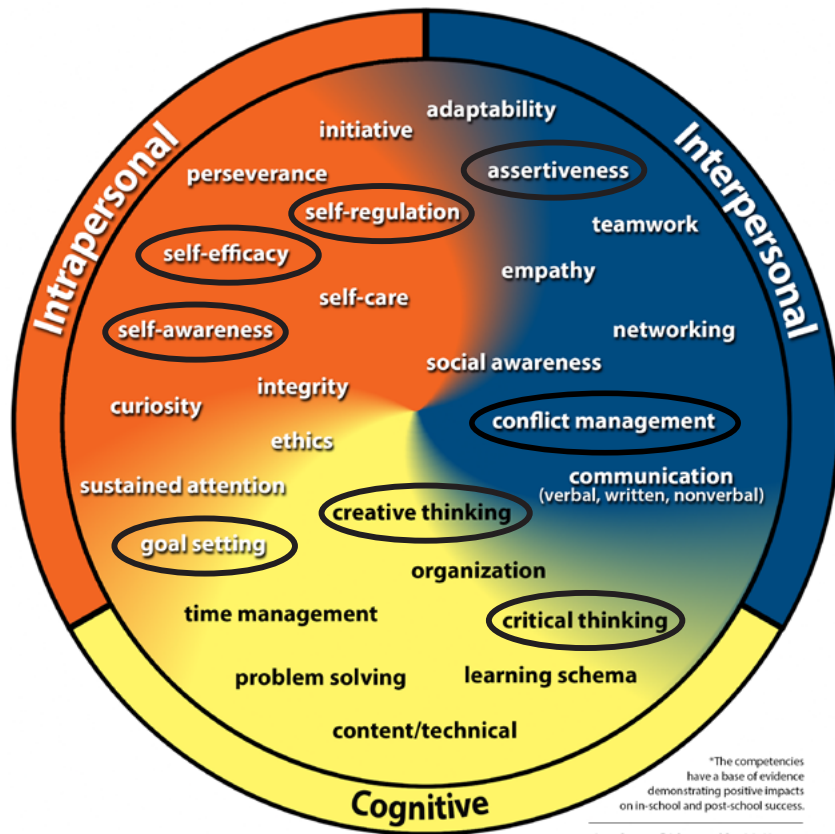 Intrapersonal
Interpersonal
adaptability
initiative
assertiveness
perseverance
self-regulation
teamwork
self-efficacy
empathy
self-care
self-awareness
networking
social awareness
integrity
curiosity
conflict management
ethics
communication
(verbal, written, nonverbal)
sustained attention
creative thinking
goal setting
organization
time management
critical thinking
problem solving
learning schema
content/technical
Cognitive
*The competencies
have a base of evidence
demonstrating positive impacts
on in-school and post-school success.